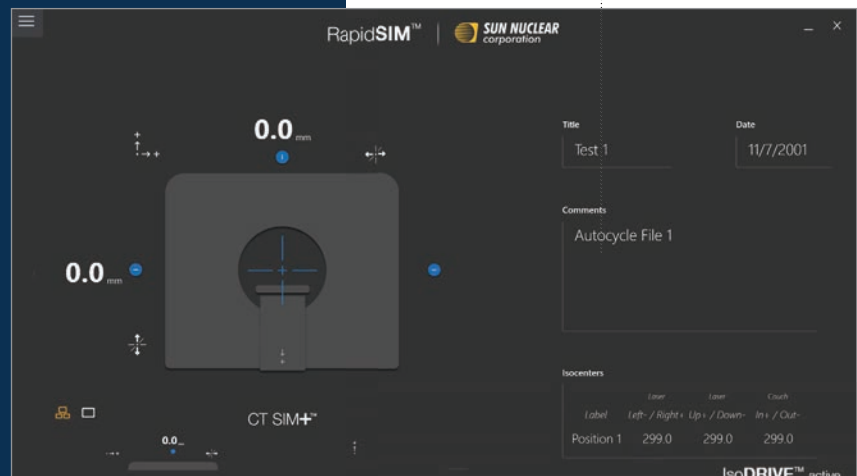 RapidSIM™ | SUN NUCLEAR corporation
Title
Date
Test 1
11/7/2001
0.0 mm
Comments
Autocycle File 1
0.0 mm
Isocenters
Laser Laser Couch
Label Left- / Right+ Up+ / Down- In+ / Out-
Position 1 299.0 299.0 299.0
CT SIM+™
0.0
IsoDRIVE™ active